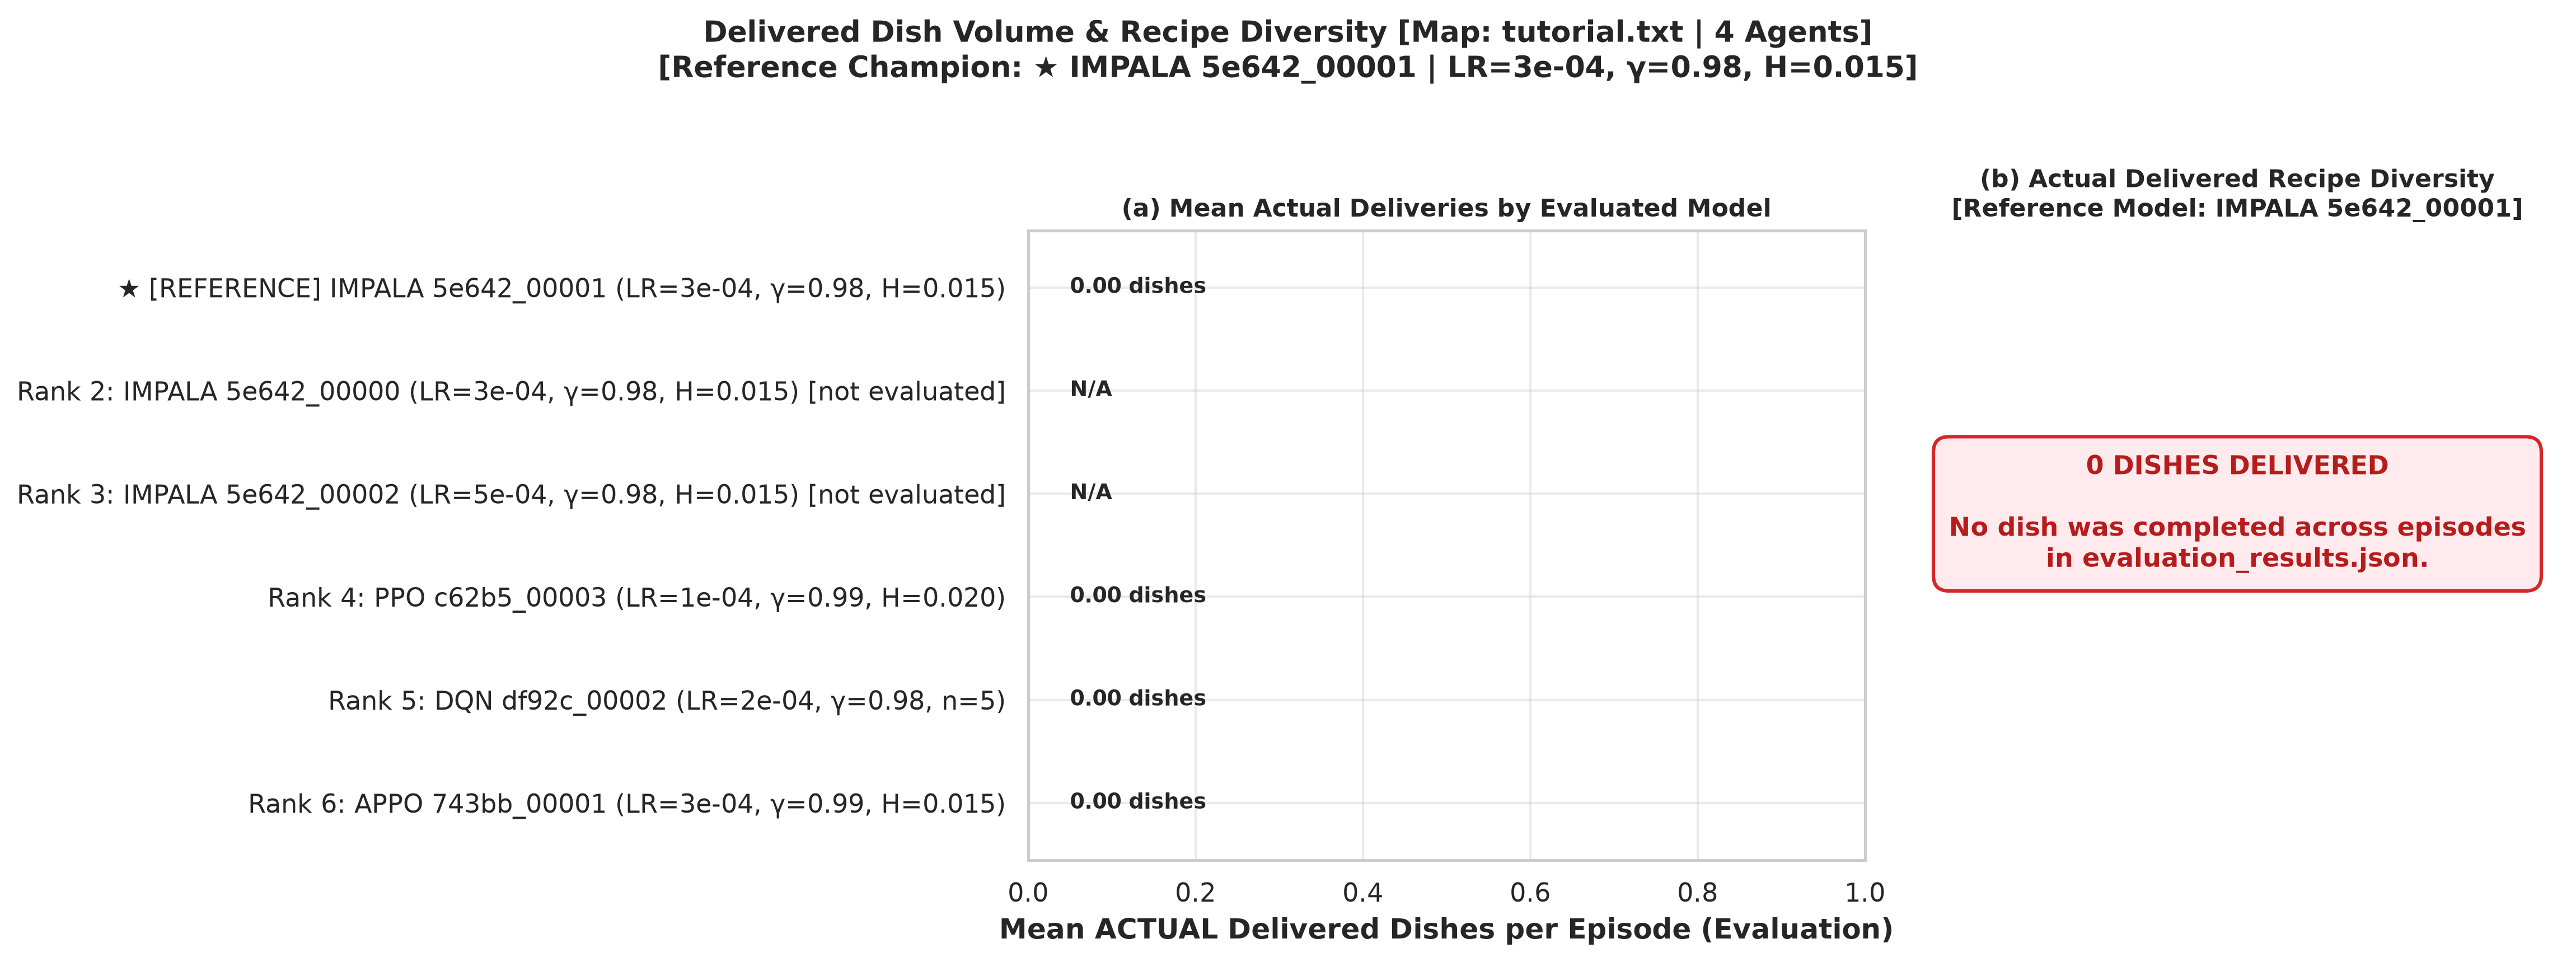 Delivered Dish Volume & Recipe Diversity [Map: tutorial.txt | 4 Agents]
[Reference Champion: ★ IMPALA 5e642_00001 | LR=3e-04, γ=0.98, H=0.015]
(a) Mean Actual Deliveries by Evaluated Model
★ [REFERENCE] IMPALA 5e642_00001 (LR=3e-04, γ=0.98, H=0.015)
0.00 dishes
Rank 2: IMPALA 5e642_00000 (LR=3e-04, γ=0.98, H=0.015) [not evaluated]
N/A
Rank 3: IMPALA 5e642_00002 (LR=5e-04, γ=0.98, H=0.015) [not evaluated]
N/A
Rank 4: PPO c62b5_00003 (LR=1e-04, γ=0.99, H=0.020)
0.00 dishes
Rank 5: DQN df92c_00002 (LR=2e-04, γ=0.98, n=5)
0.00 dishes
Rank 6: APPO 743bb_00001 (LR=3e-04, γ=0.99, H=0.015)
0.00 dishes
0.0 0.2 0.4 0.6 0.8 1.0
Mean ACTUAL Delivered Dishes per Episode (Evaluation)
(b) Actual Delivered Recipe Diversity
[Reference Model: IMPALA 5e642_00001]
0 DISHES DELIVERED
No dish was completed across episodes
in evaluation_results.json.